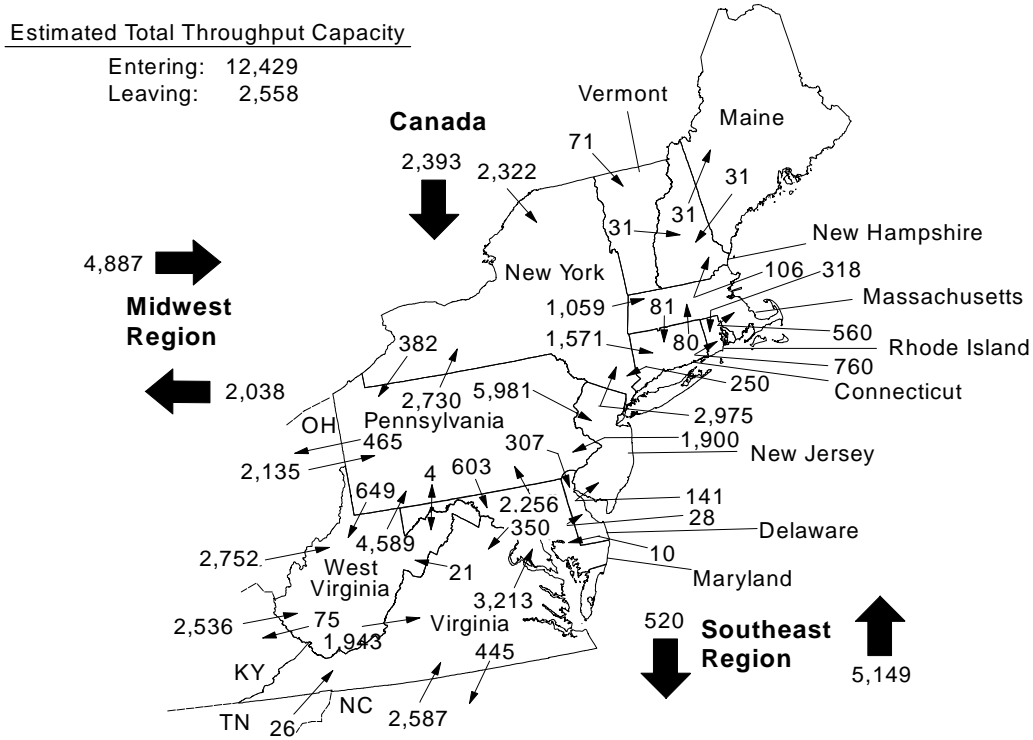 Estimated Total Throughput Capacity
Entering: 12,429
Leaving: 2,558
Vermont
Maine
Canada
71
2,393
2,322
31
31
31
New Hampshire
4,887
New York
106
318
Midwest
Region
1,059
81
Massachusetts
382
1,571
80
560
Rhode Island
760
2,038
250
Connecticut
2,730
5,981
2,975
OH
Pennsylvania
465
307
1,900
New Jersey
2,135
4
603
649
2.256
141
28
4,589
350
Delaware
2,752
10
West
Virginia
21
Maryland
3,213
2,536
75
1,943
Virginia
520
Southeast
Region
445
KY
5,149
NC
TN
26
2,587